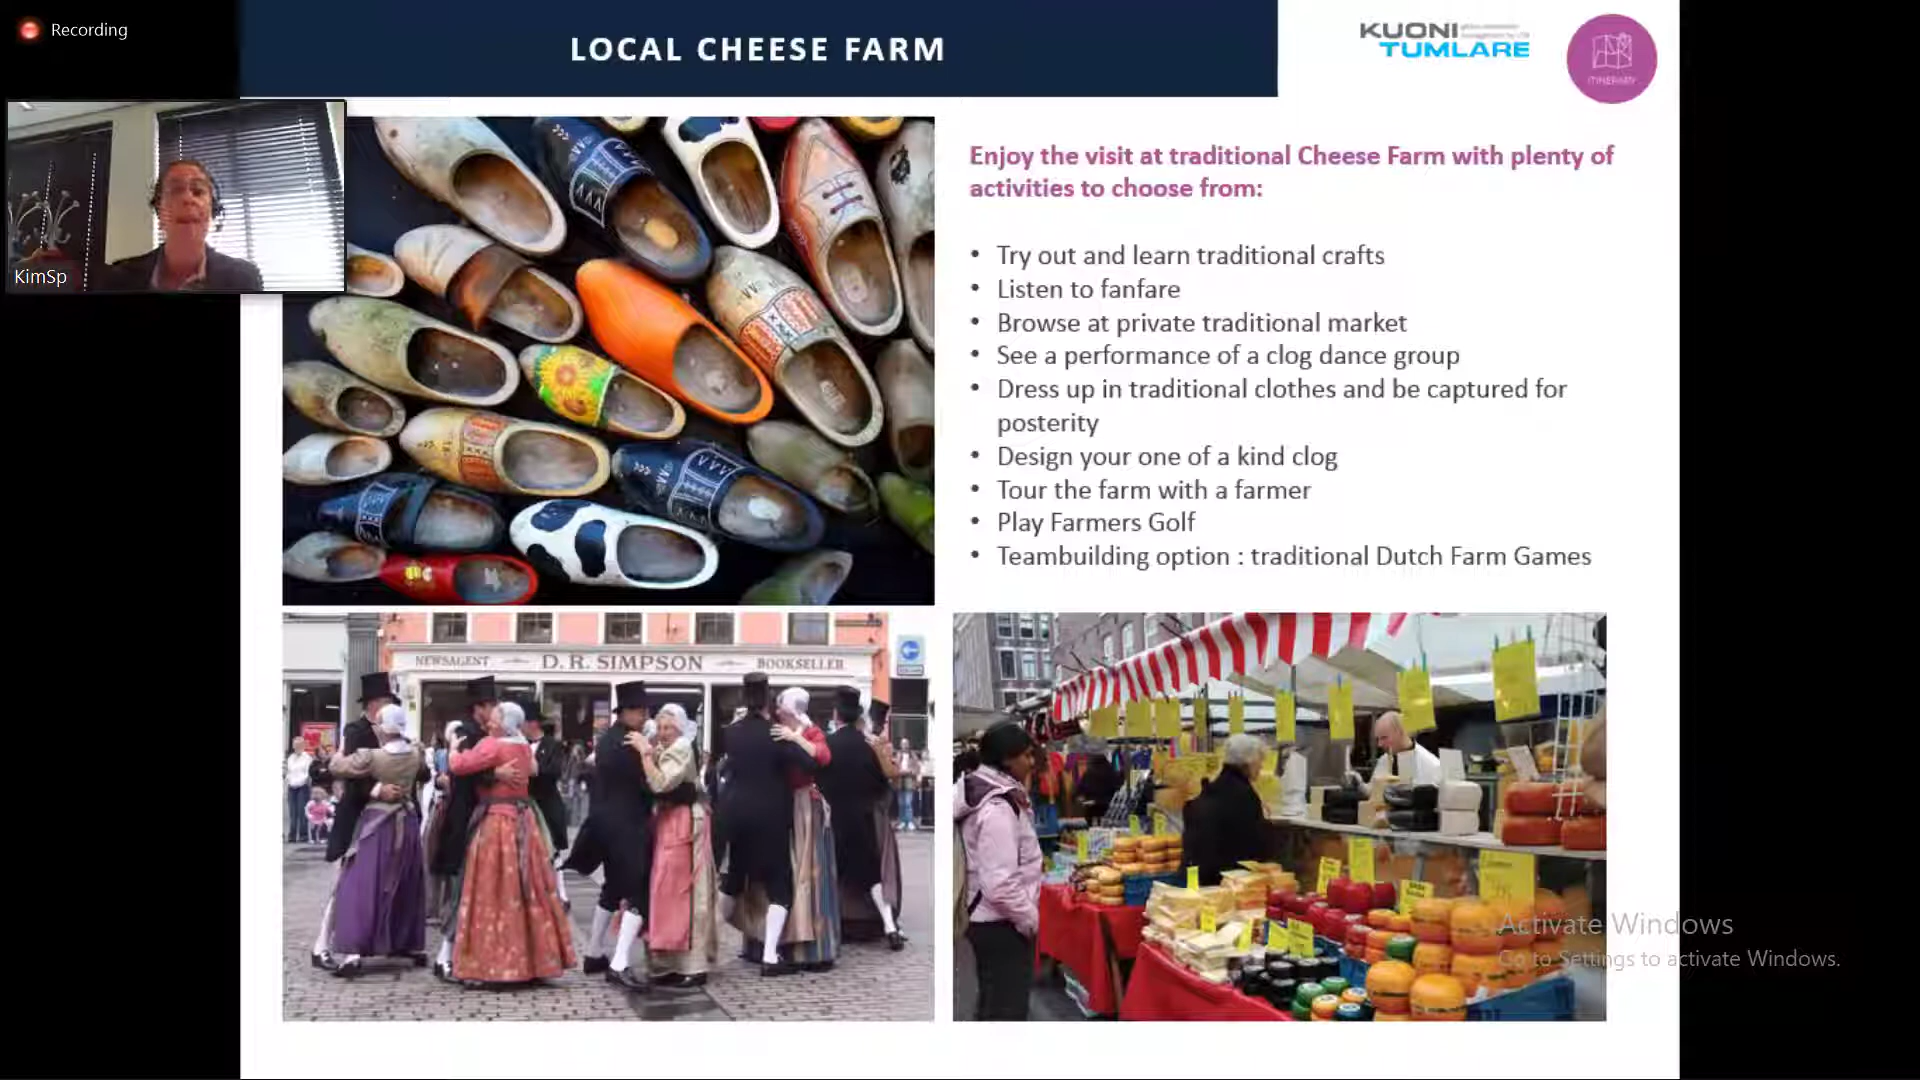 Recording
LOCAL CHEESE FARM
KUONI
TUMLARE
ITINERARY
KimSp
Enjoy the visit at traditional Cheese Farm with plenty of
activities to choose from:
• Try out and learn traditional crafts
• Listen to fanfare
• Browse at private traditional market
• See a performance of a clog dance group
• Dress up in traditional clothes and be captured for
posterity
• Design your one of a kind clog
• Tour the farm with a farmer
• Play Farmers Golf
• Teambuilding option : traditional Dutch Farm Games
NEWSAGENT D.R. SIMPSON BOOKSELLER
Activate Windows
Go to Settings to activate Windows.